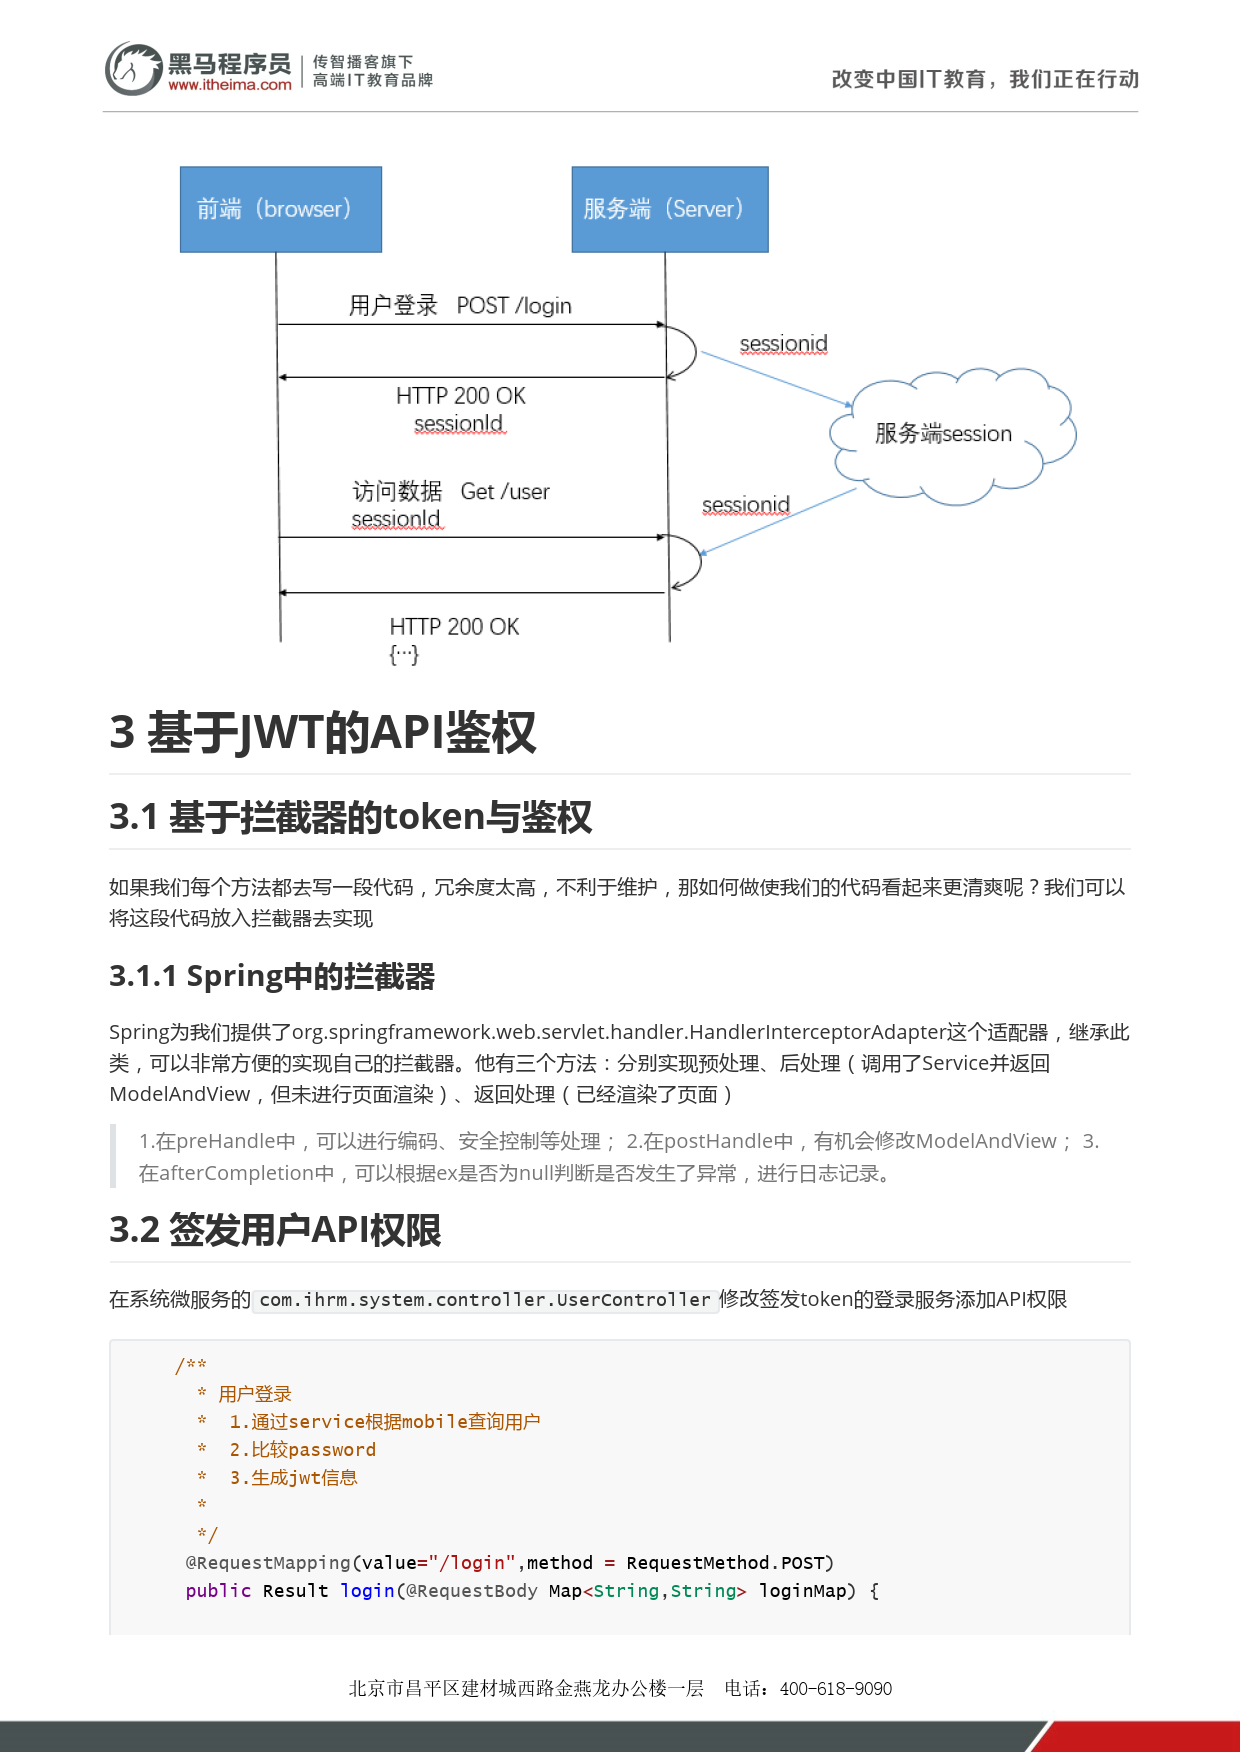 黑马程序员
www.itheima.com
传智播客旗下
高端IT教育品牌
改变中国IT教育，我们正在行动
前端（browser）
服务端（Server）
用户登录 POST /login
sessionid
HTTP 200 OK
sessionId
服务端session
访问数据 Get /user
sessionId
sessionid
HTTP 200 OK
{…}
3 基于JWT的API鉴权
3.1 基于拦截器的token与鉴权
如果我们每个方法都去写一段代码，冗余度太高，不利于维护，那如何做使我们的代码看起来更清爽呢？我们可以
将这段代码放入拦截器去实现
3.1.1 Spring中的拦截器
Spring为我们提供了org.springframework.web.servlet.handler.HandlerInterceptorAdapter这个适配器，继承此
类，可以非常方便的实现自己的拦截器。他有三个方法：分别实现预处理、后处理（调用了Service并返回
ModelAndView，但未进行页面渲染）、返回处理（已经渲染了页面）
1.在preHandle中，可以进行编码、安全控制等处理； 2.在postHandle中，有机会修改ModelAndView； 3.
在afterCompletion中，可以根据ex是否为null判断是否发生了异常，进行日志记录。
3.2 签发用户API权限
在系统微服务的com.ihrm.system.controller.UserController修改签发token的登录服务添加API权限
/**
* 用户登录
* 1.通过service根据mobile查询用户
* 2.比较password
* 3.生成jwt信息
*
*/
@RequestMapping(value="/login",method = RequestMethod.POST)
public Result login(@RequestBody Map<String,String> loginMap) {
北京市昌平区建材城西路金燕龙办公楼一层 电话：400-618-9090